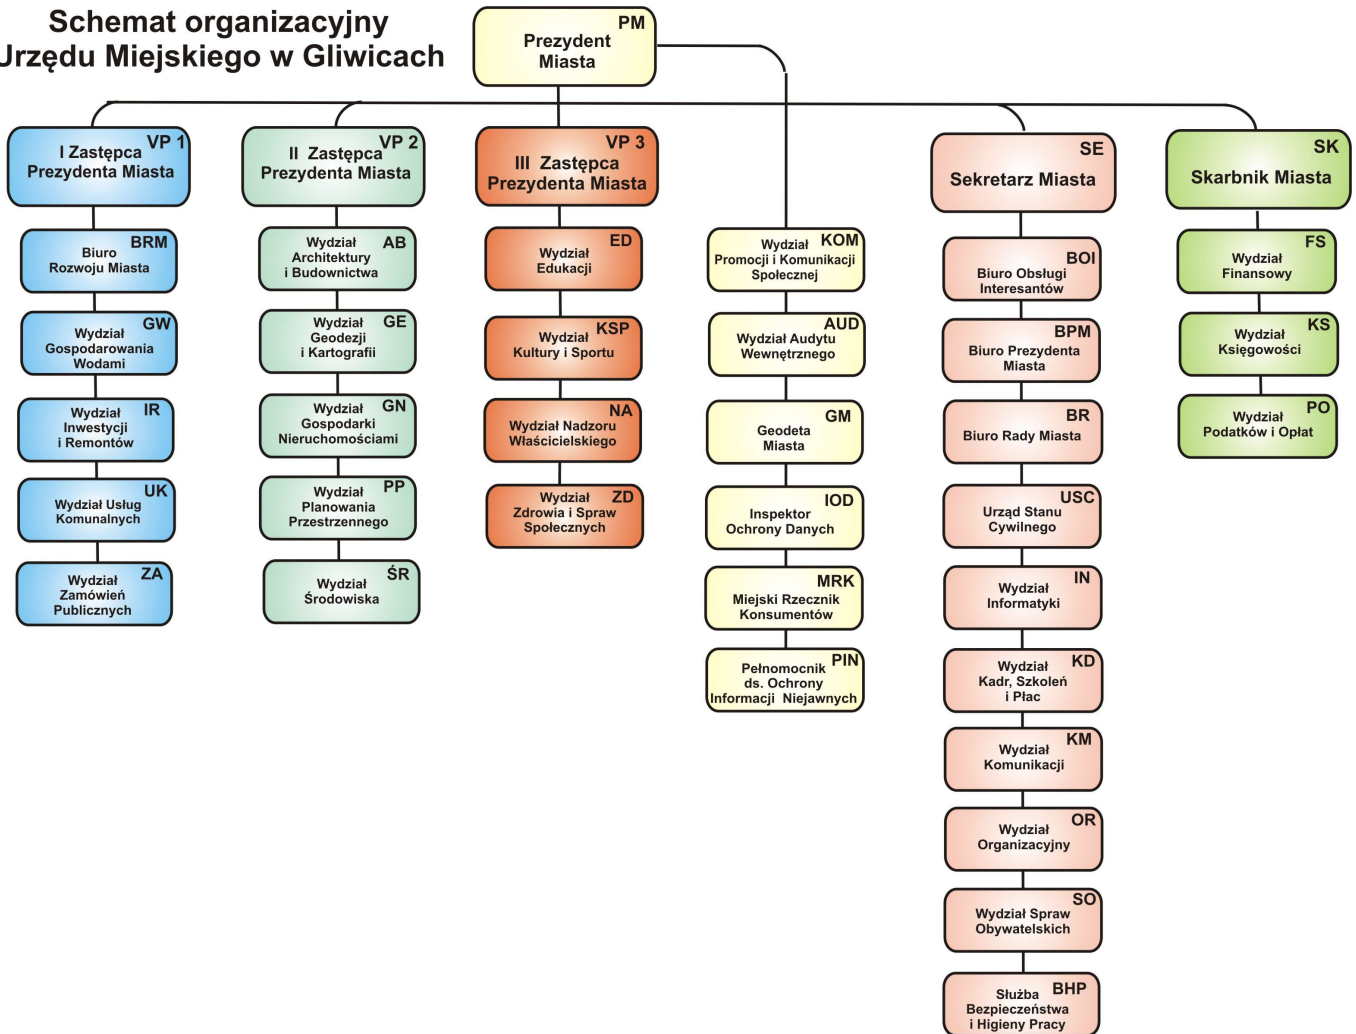 Schemat organizacyjny
Urzędu Miejskiego w Gliwicach
PM
Prezydent
Miasta
VP 1
I Zastępca
Prezydenta Miasta
BRM
Biuro
Rozwoju Miasta
GW
Wydział
Gospodarowania
Wodami
IR
Wydział
Inwestycji
i Remontów
UK
Wydział Usług
Komunalnych
ZA
Wydział
Zamówień
Publicznych
VP 2
II Zastępca
Prezydenta Miasta
AB
Wydział
Architektury
i Budownictwa
GE
Wydział
Geodezji
i Kartografii
GN
Wydział
Gospodarki
Nieruchomościami
PP
Wydział
Planowania
Przestrzennego
ŚR
Wydział
Środowiska
VP 3
III Zastępca
Prezydenta Miasta
ED
Wydział
Edukacji
KSP
Wydział
Kultury i Sportu
NA
Wydział Nadzoru
Właścicielskiego
ZD
Wydział
Zdrowia i Spraw
Społecznych
KOM
Wydział
Promocji i Komunikacji
Społecznej
AUD
Wydział Audytu
Wewnętrznego
GM
Geodeta
Miasta
IOD
Inspektor
Ochrony Danych
MRK
Miejski Rzecznik
Konsumentów
PIN
Pełnomocnik
ds. Ochrony
Informacji Niejawnych
SE
Sekretarz Miasta
BOI
Biuro Obsługi
Interesantów
BPM
Biuro Prezydenta
Miasta
BR
Biuro Rady Miasta
USC
Urząd Stanu
Cywilnego
IN
Wydział
Informatyki
KD
Wydział
Kadr, Szkoleń
i Płac
KM
Wydział
Komunikacji
OR
Wydział
Organizacyjny
SO
Wydział Spraw
Obywatelskich
BHP
Służba
Bezpieczeństwa
i Higieny Pracy
SK
Skarbnik Miasta
FS
Wydział
Finansowy
KS
Wydział
Księgowości
PO
Wydział
Podatków i Opłat